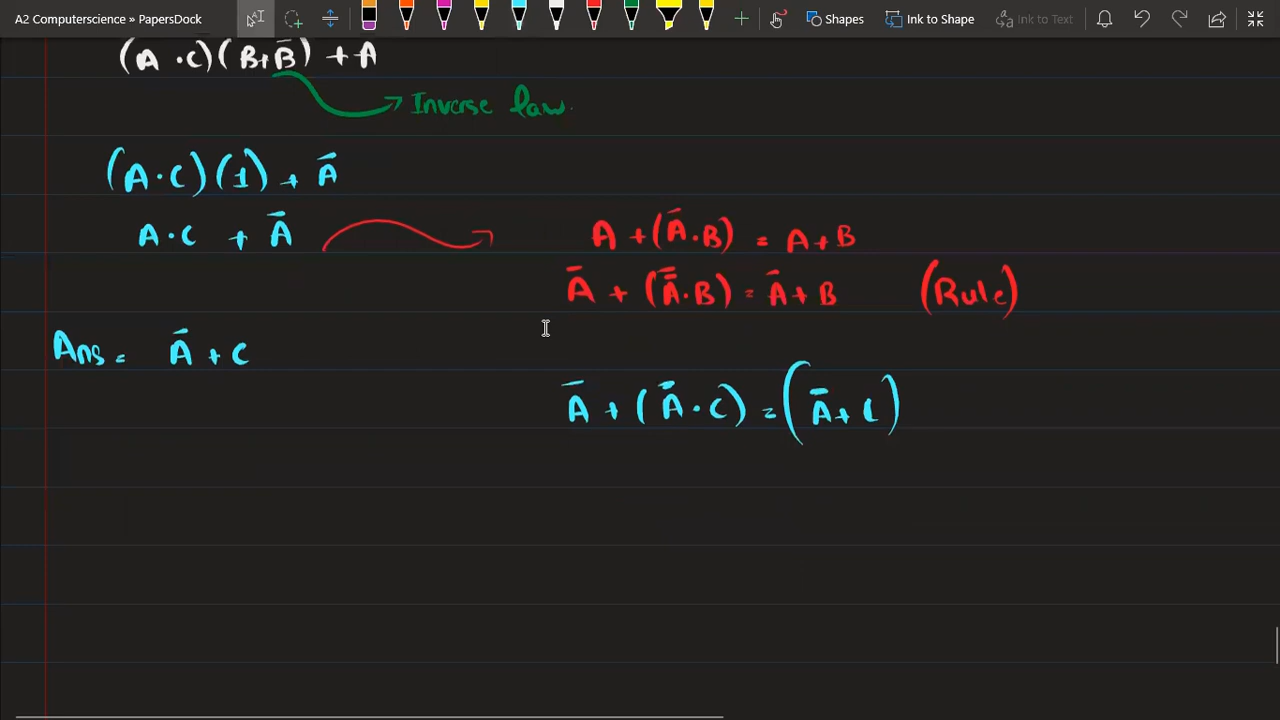 A2 Computerscience » PapersDock
Shapes
Ink to Shape
Ink to Text
(A · C)(B+B̅) + A
Inverse law.
(A · C)(1) + A̅
A · C + A̅
A + (A̅ · B) = A + B
A̅ + (A̿ · B) = A̅ + B (Rule)
Ans = A̅ + C
A̅ + (A̿ · C) = (A̅ + C)